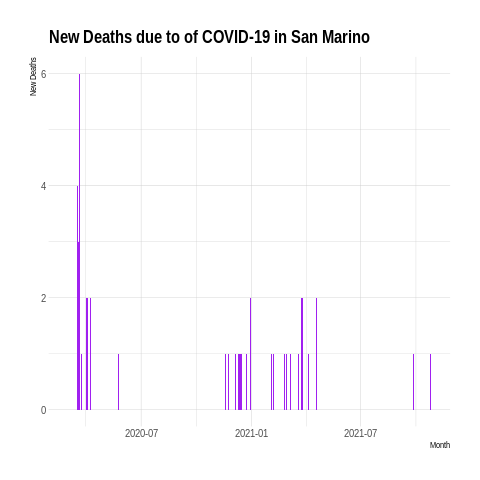 New Deaths due to of COVID-19 in San Marino
New Deaths
6
4
2
0
2020-07 2021-01 2021-07
Month